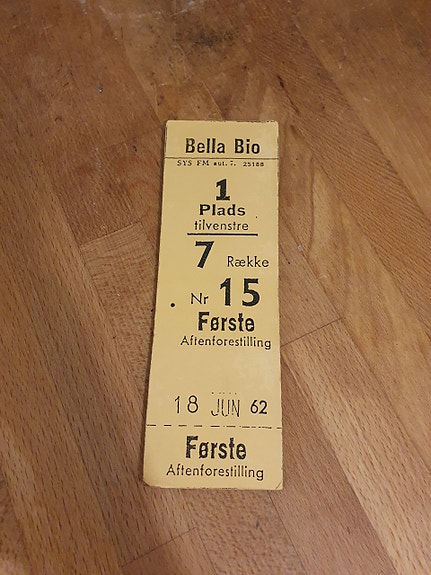 Bella Bio
SYS FM aut. 7. 25188
1
Plads
tilvenstre
7 Række
Nr 15
Første
Aftenforestilling
18 JUN 62
Første
Aftenforestilling